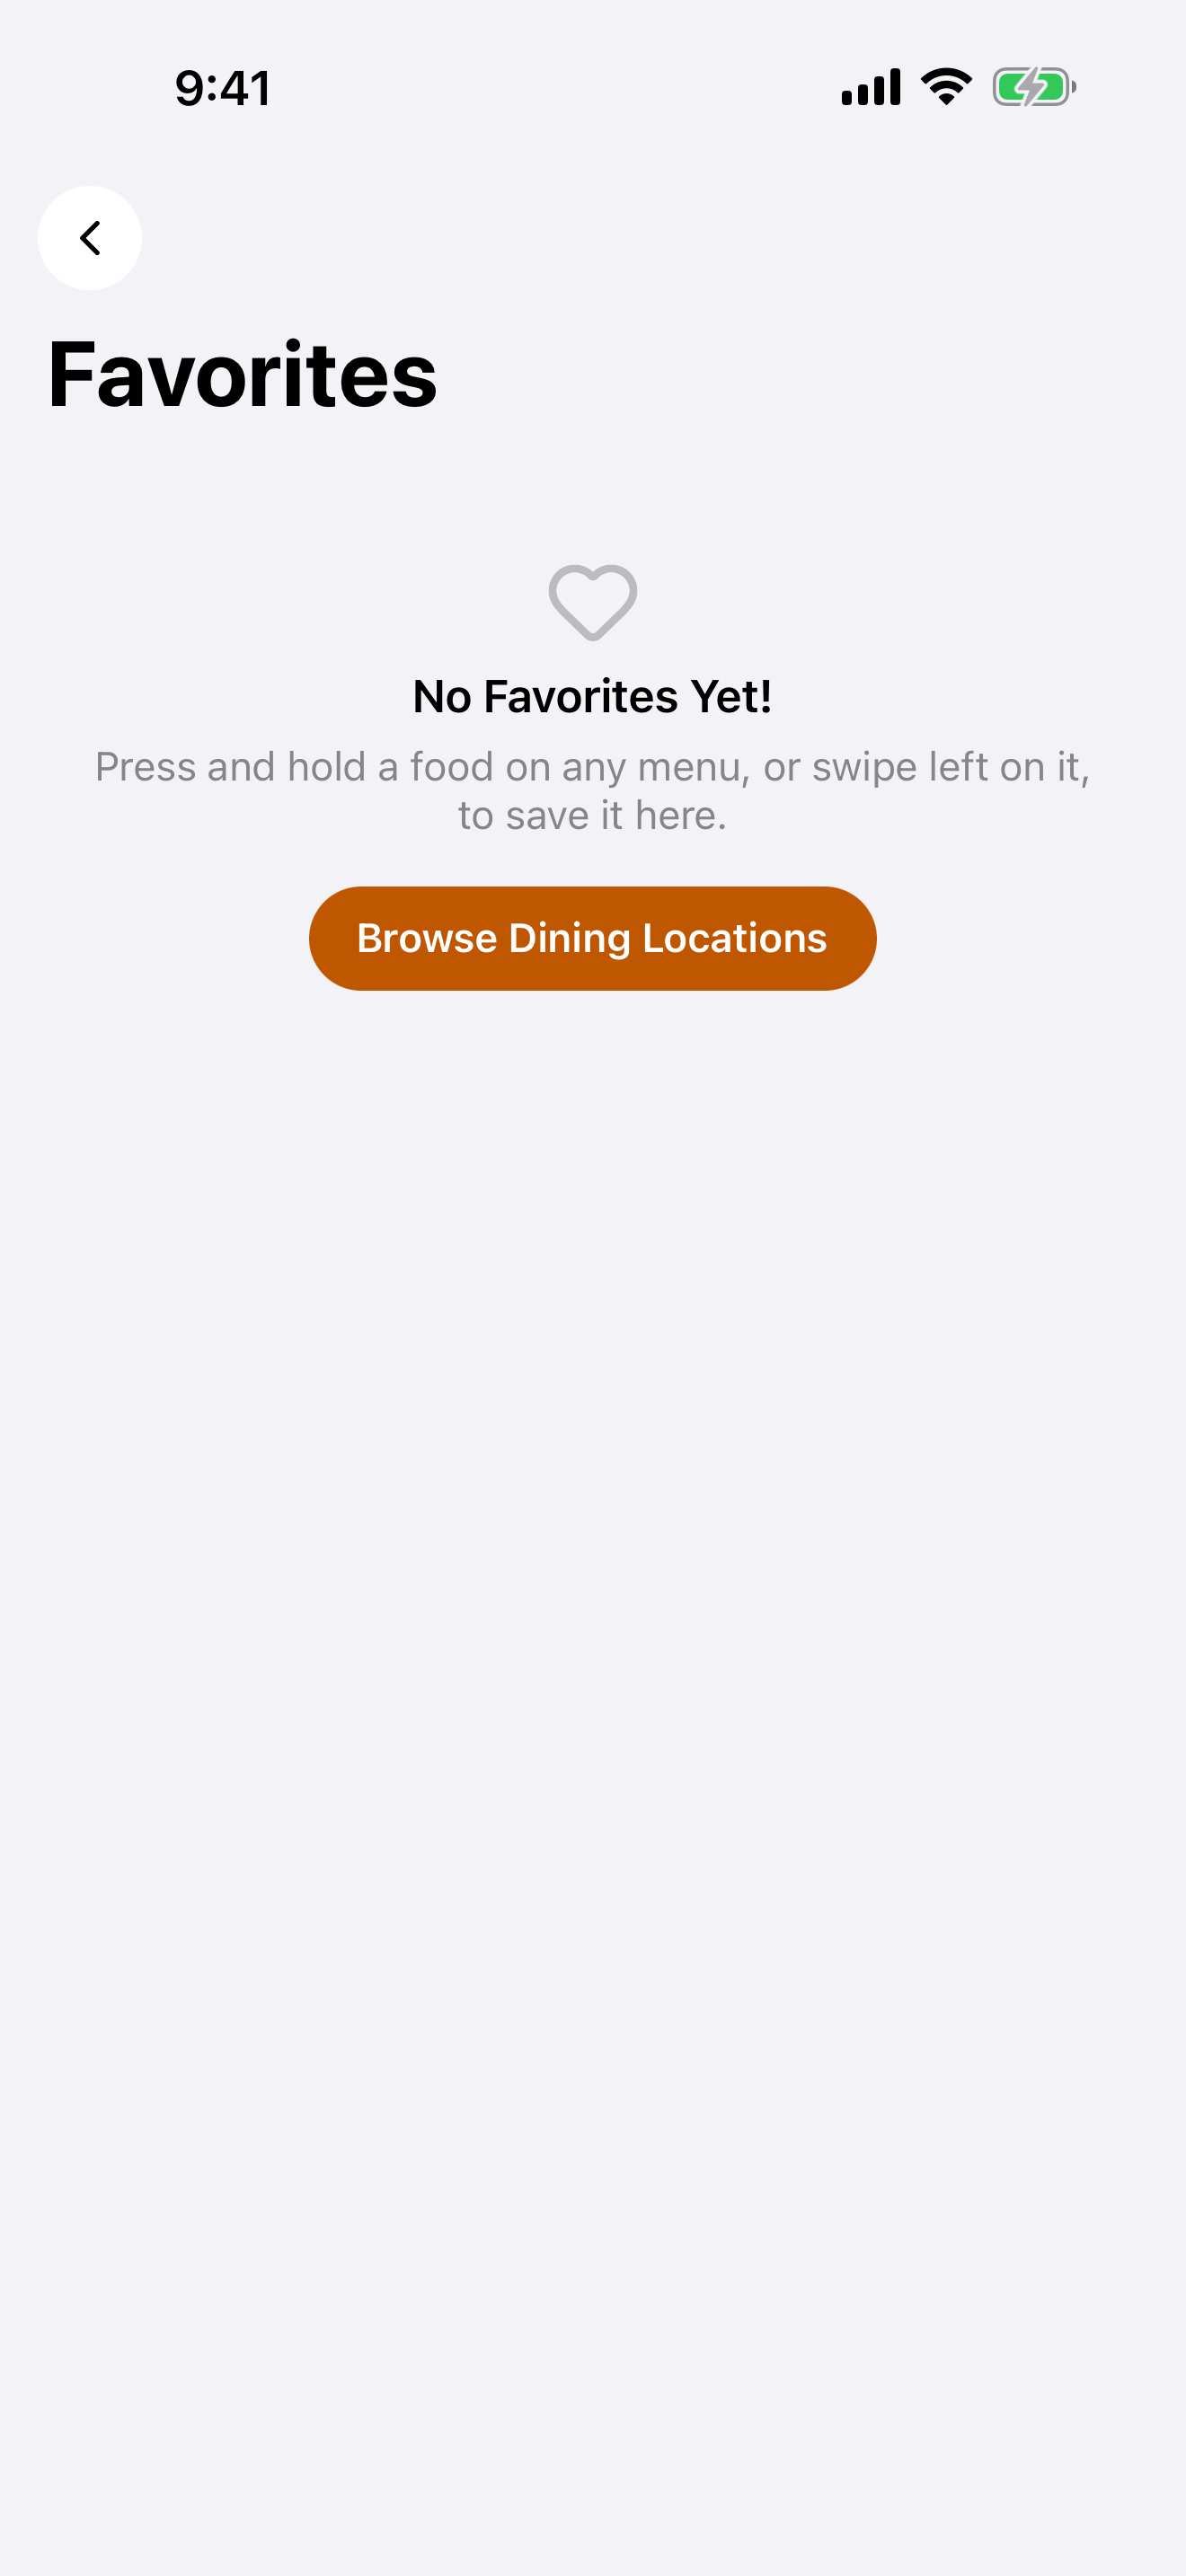 9:41
Favorites
No Favorites Yet!
Press and hold a food on any menu, or swipe left on it,
to save it here.
Browse Dining Locations